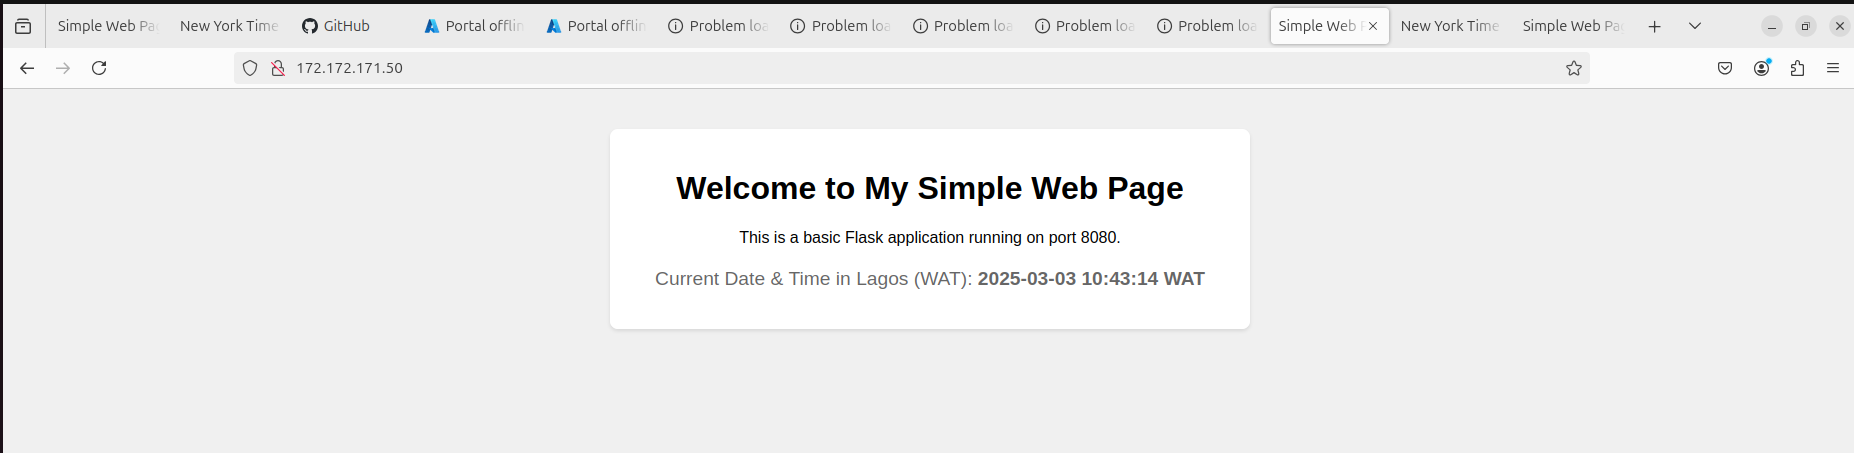 Simple Web Pa
New York Time
GitHub
Portal offlin
Portal offlin
Problem loa
Problem loa
Problem loa
Problem loa
Problem loa
Simple Web P
New York Time
Simple Web Pa
172.172.171.50
Welcome to My Simple Web Page
This is a basic Flask application running on port 8080.
Current Date & Time in Lagos (WAT): 2025-03-03 10:43:14 WAT